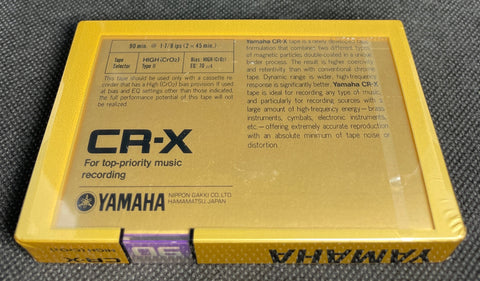 90 min. @ 1-7/8 ips (2 × 45 min.)
Tape Selector
HIGH (CrO2)
Type II
Bias: HIGH (CrO2)
EQ: 70 µs
This tape should be used only with a cassette re-
corder that has a High (CrO2) bias provision. If used
at bias and EQ settings other than those indicated,
the full performance potential of this tape will not
be realized.
CR-X
For top-priority music
recording
YAMAHA
NIPPON GAKKI CO., LTD.
HAMAMATSU, JAPAN
Yamaha CR-X tape is a newly developed
formulation that combines two different types
of magnetic particles double-coated in a unique
binder process. The result is higher coercivity
and retentivity than with conventional chrome
tape. Dynamic range is wider, high-frequency
response is significantly better. Yamaha CR-X
tape is ideal for recording any type of music,
and particularly for recording sources with a
large amount of high-frequency energy—brass
instruments, cymbals, electronic instruments,
etc.—offering extremely accurate reproduction
with an absolute minimum of tape noise or
distortion.
CR-X
90
YAMAHA